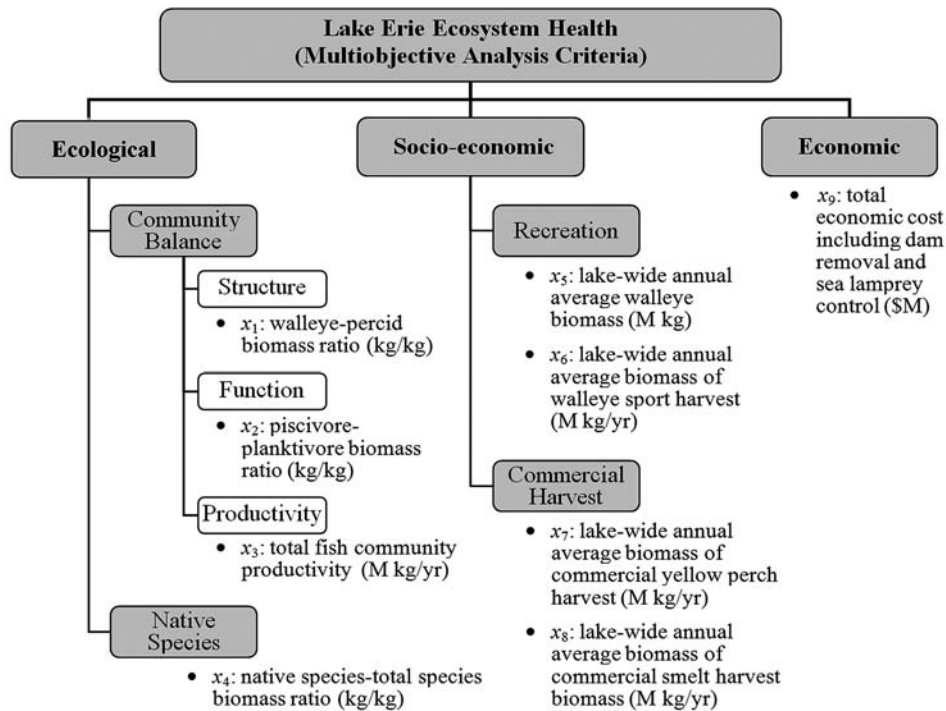 Lake Erie Ecosystem Health
(Multiobjective Analysis Criteria)
Ecological
Community
Balance
Structure
• x₁: walleye-percid
biomass ratio (kg/kg)
Function
• x₂: piscivore-
planktivore biomass
ratio (kg/kg)
Productivity
• x₃: total fish community
productivity (M kg/yr)
Native
Species
• x₄: native species-total species
biomass ratio (kg/kg)
Socio-economic
Recreation
• x₅: lake-wide annual
average walleye
biomass (M kg)
• x₆: lake-wide annual
average biomass of
walleye sport harvest
(M kg/yr)
Commercial
Harvest
• x₇: lake-wide annual
average biomass of
commercial yellow perch
harvest (M kg/yr)
• x₈: lake-wide annual
average biomass of
commercial smelt harvest
biomass (M kg/yr)
Economic
• x₉: total
economic cost
including dam
removal and
sea lamprey
control ($M)